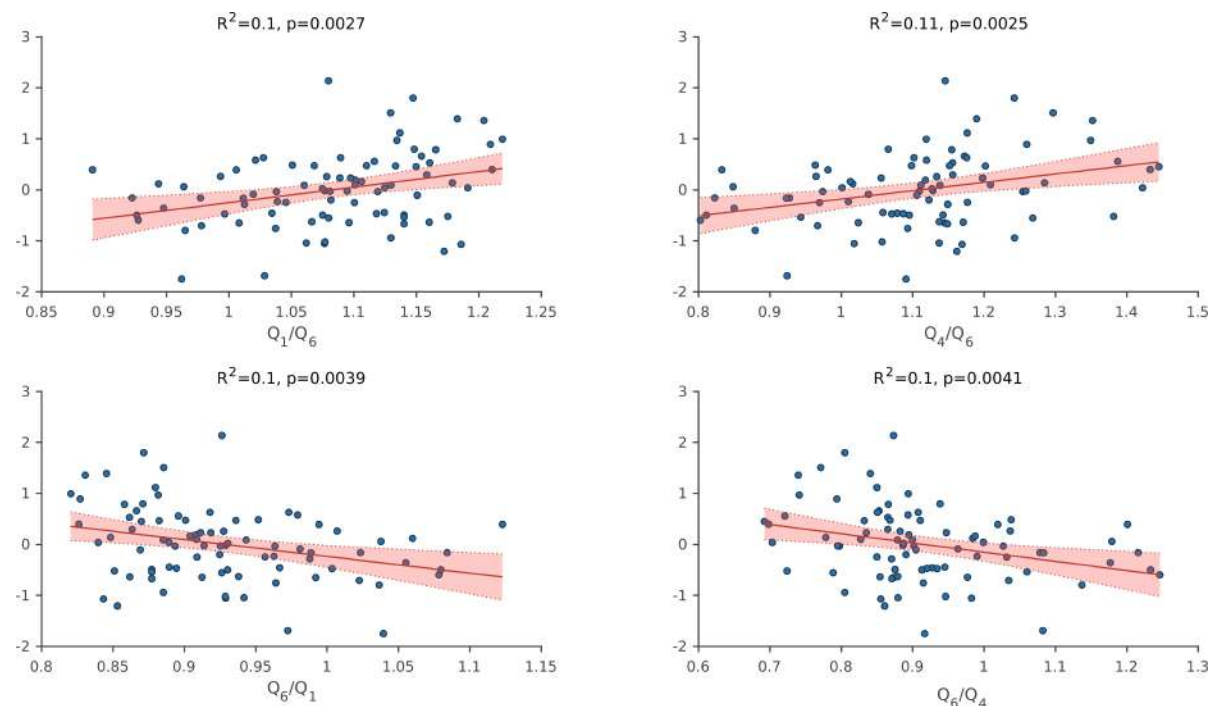 R²=0.1, p=0.0027
3
2
1
0
-1
-2
0.85 0.9 0.95 1 1.05 1.1 1.15 1.2 1.25
Q₁/Q₆
R²=0.11, p=0.0025
3
2
1
0
-1
-2
0.8 0.9 1 1.1 1.2 1.3 1.4 1.5
Q₄/Q₆
R²=0.1, p=0.0039
3
2
1
0
-1
-2
0.8 0.85 0.9 0.95 1 1.05 1.1 1.15
Q₆/Q₁
R²=0.1, p=0.0041
3
2
1
0
-1
-2
0.6 0.7 0.8 0.9 1 1.1 1.2 1.3
Q₆/Q₄